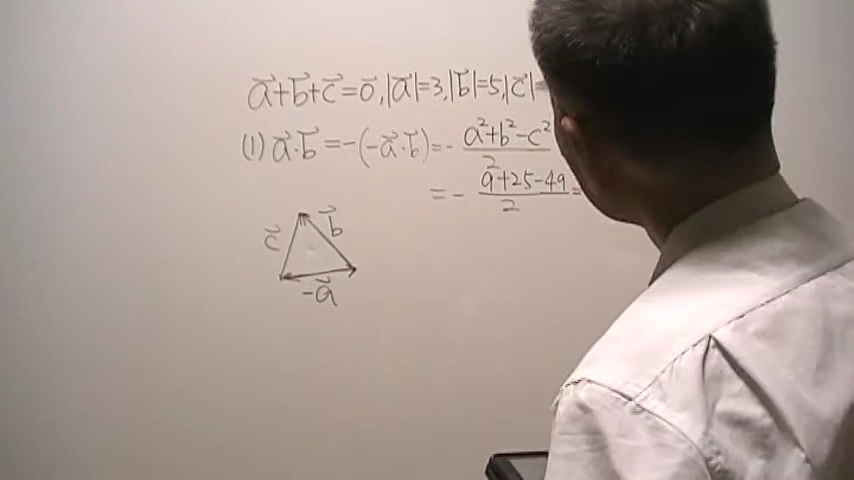 a⃗+b⃗+c⃗=0⃗,|a⃗|=3,|b⃗|=5,|c⃗|=
(1) a⃗·b⃗=-(-a⃗·b⃗)=-(a²+b²-c²)/2
=-(9+25-49)/2=
c⃗
b⃗
-a⃗